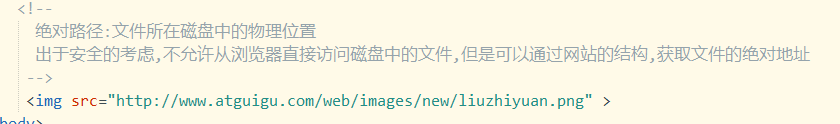 <!--
绝对路径:文件所在磁盘中的物理位置
出于安全的考虑,不允许从浏览器直接访问磁盘中的文件,但是可以通过网站的结构,获取文件的绝对地址
-->
<img src="http://www.atguigu.com/web/images/new/liuzhiyuan.png" >
body>